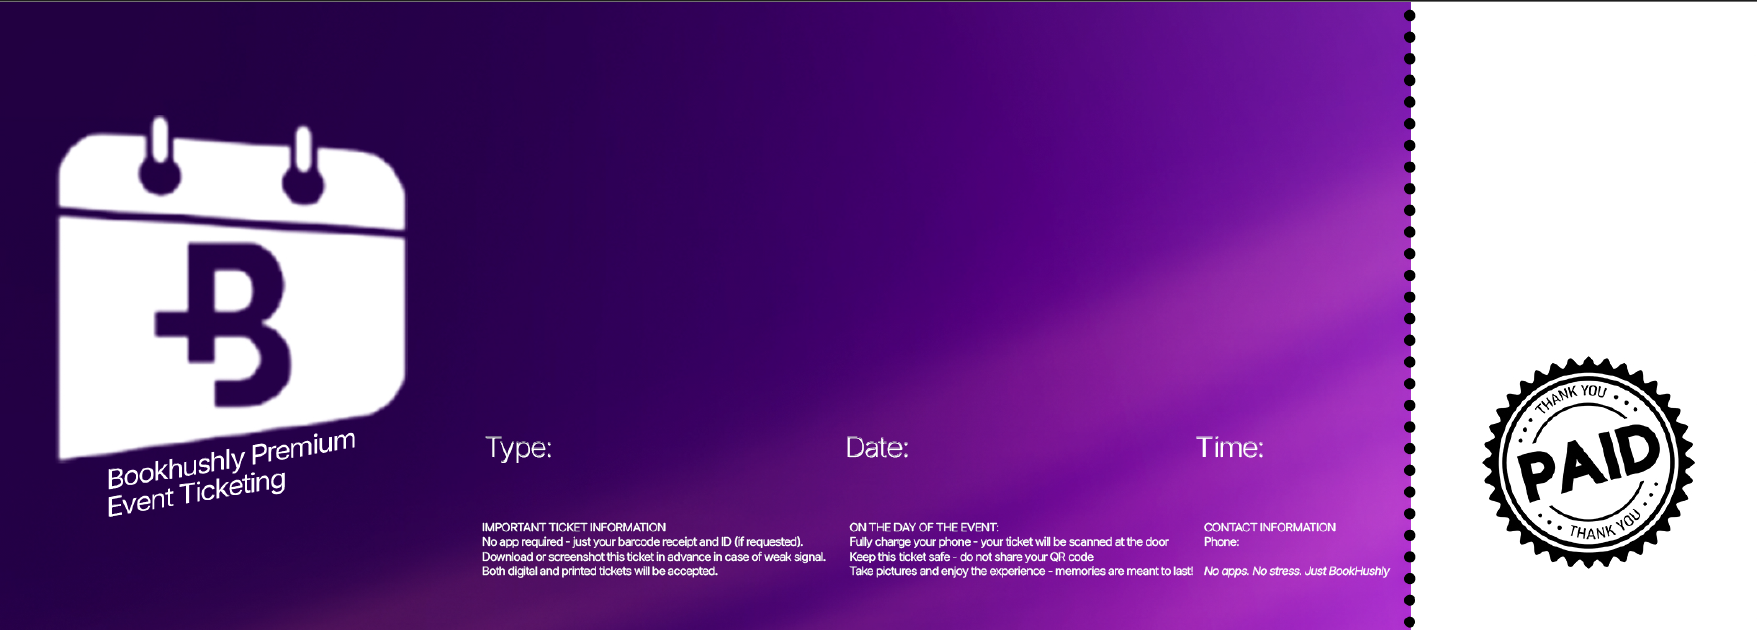 Bookhushly Premium
Event Ticketing
Type:
Date:
Time:
IMPORTANT TICKET INFORMATION
No app required - just your barcode receipt and ID (if requested).
Download or screenshot this ticket in advance in case of weak signal.
Both digital and printed tickets will be accepted.
ON THE DAY OF THE EVENT:
Fully charge your phone - your ticket will be scanned at the door
Keep this ticket safe - do not share your QR code
Take pictures and enjoy the experience - memories are meant to last!
CONTACT INFORMATION
Phone:
No apps. No stress. Just BookHushly
THANK YOU
PAID
THANK YOU